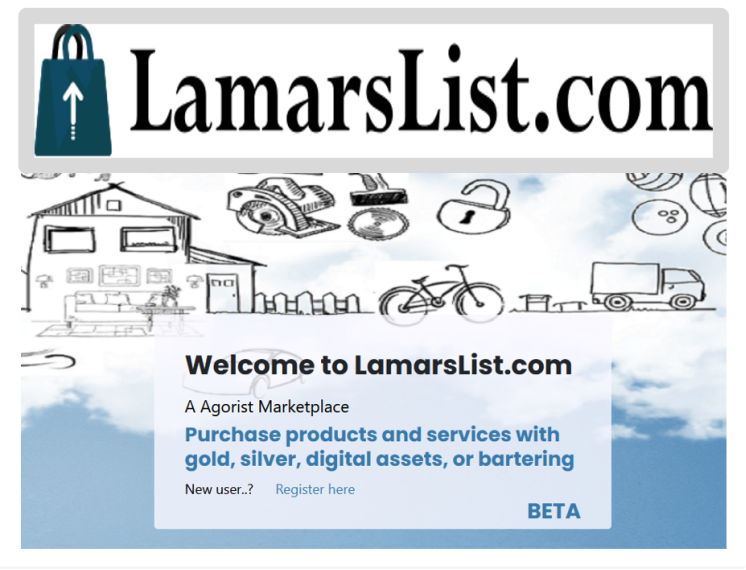 LamarsList.com
Welcome to LamarsList.com
A Agorist Marketplace
Purchase products and services with
gold, silver, digital assets, or bartering
New user..? Register here
BETA